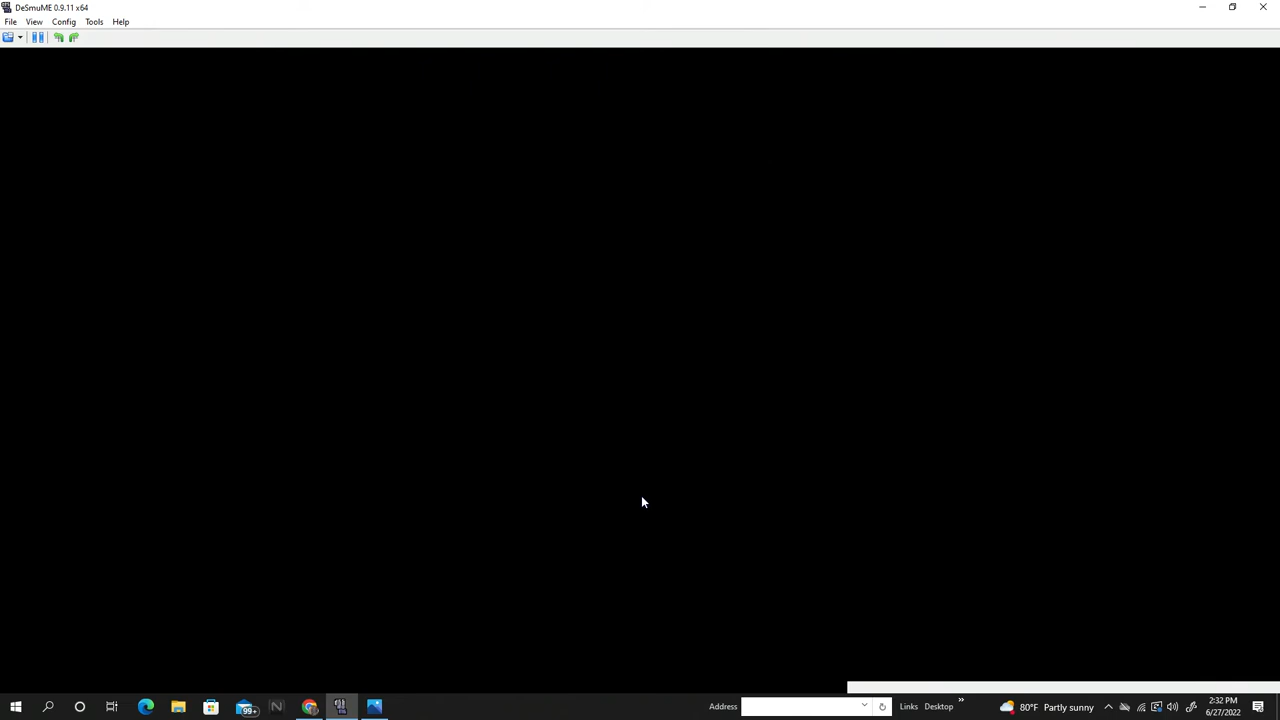 DeSmuME 0.9.11 x64
File View Config Tools Help
99+
Address
Links
Desktop
»
80°F Partly sunny
2:32 PM
6/27/2022